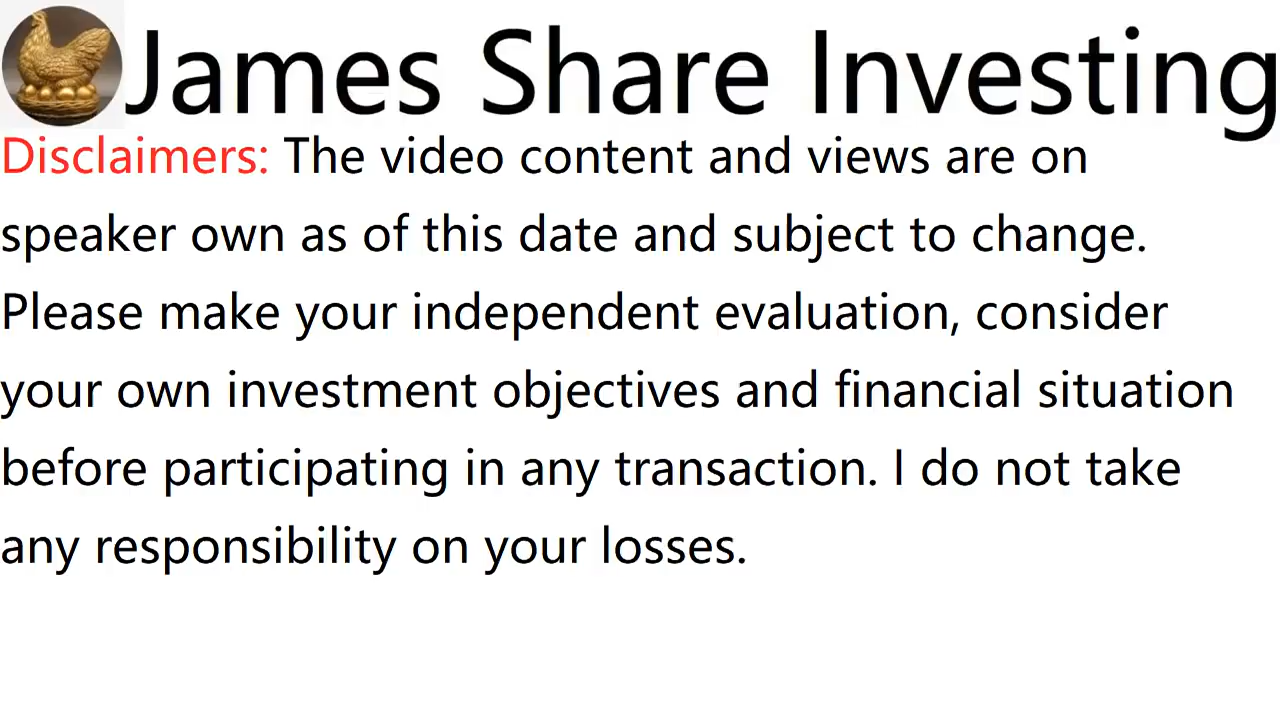 James Share Investing
Disclaimers: The video content and views are on
speaker own as of this date and subject to change.
Please make your independent evaluation, consider
your own investment objectives and financial situation
before participating in any transaction. I do not take
any responsibility on your losses.